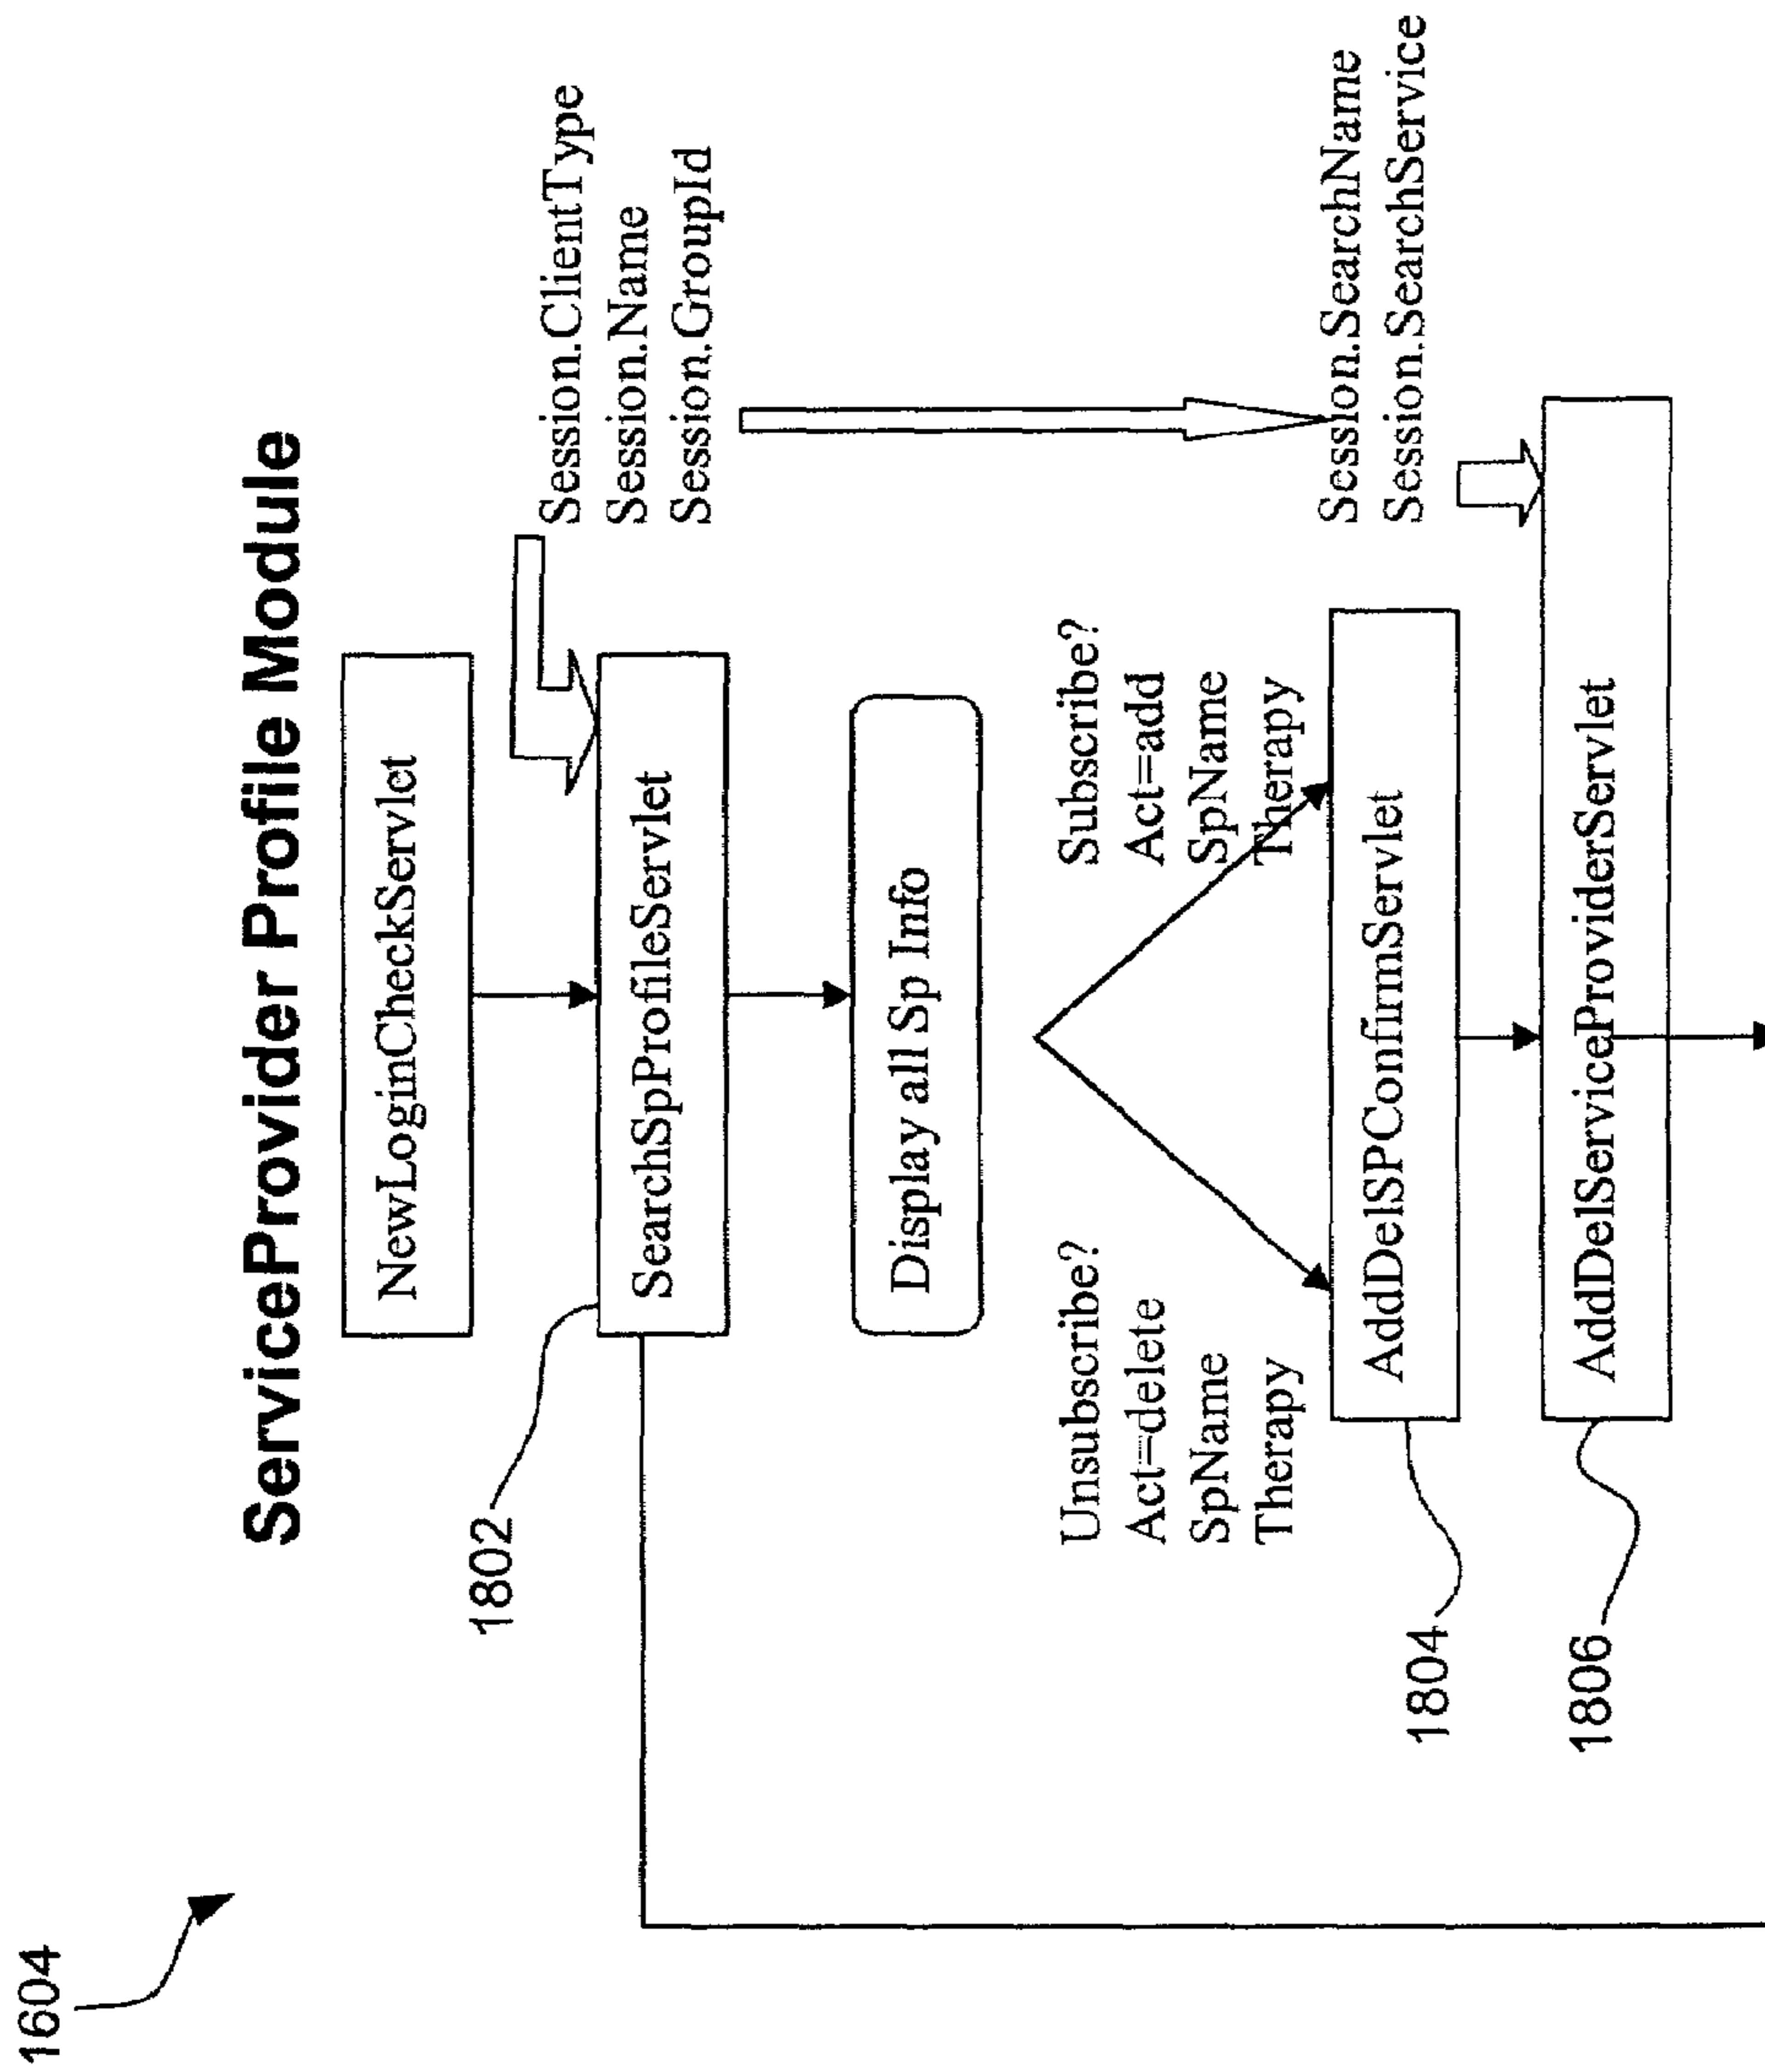 1604
ServiceProvider Profile Module
NewLoginCheckServlet
Session.ClientType
Session.Name
Session.GroupId
1802
SearchSpProfileServlet
Display all Sp Info
Unsubscribe?
Act=delete
SpName
Therapy
Subscribe?
Act=add
SpName
Therapy
Session.SearchName
Session.SearchService
1804
AddDelSPConfirmServlet
1806
AddDelServiceProviderServlet